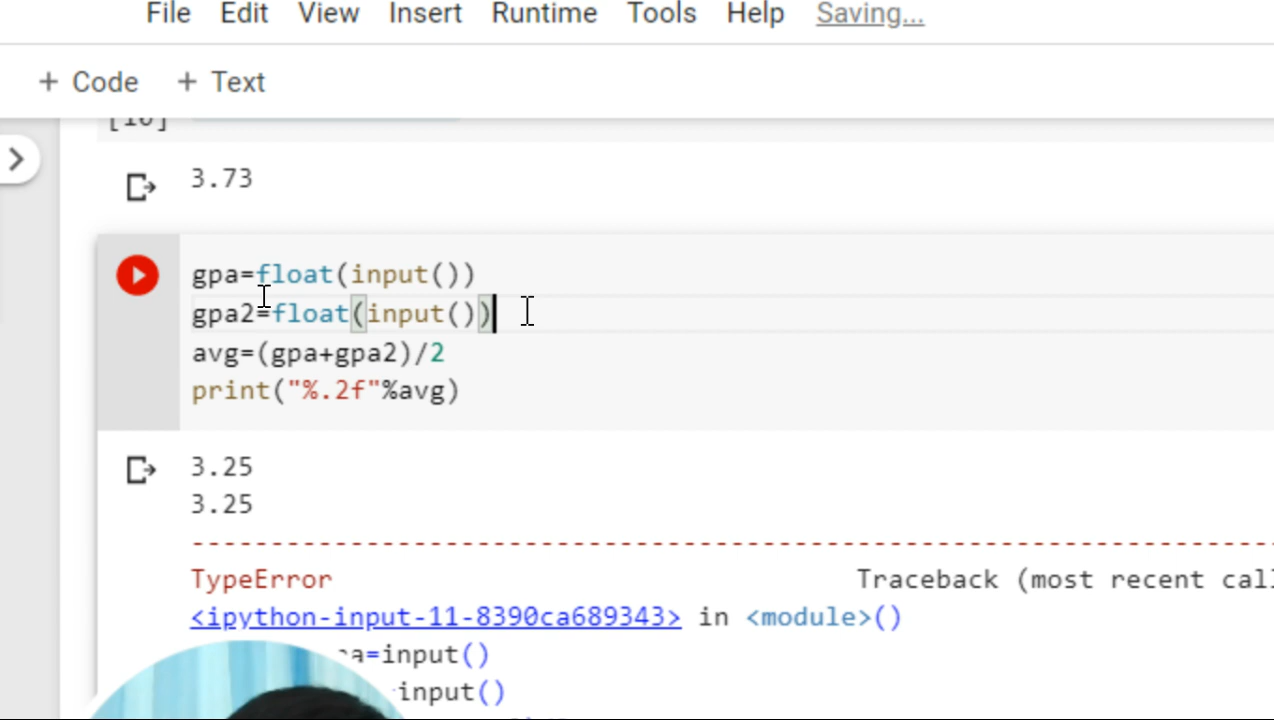 File Edit View Insert Runtime Tools Help Saving...
+ Code + Text
[10]
3.73
gpa=float(input())
gpa2=float(input())
avg=(gpa+gpa2)/2
print("%.2f"%avg)
3.25
3.25
TypeError Traceback (most recent
<ipython-input-11-8390ca689343> in <module>()
=input()
input()